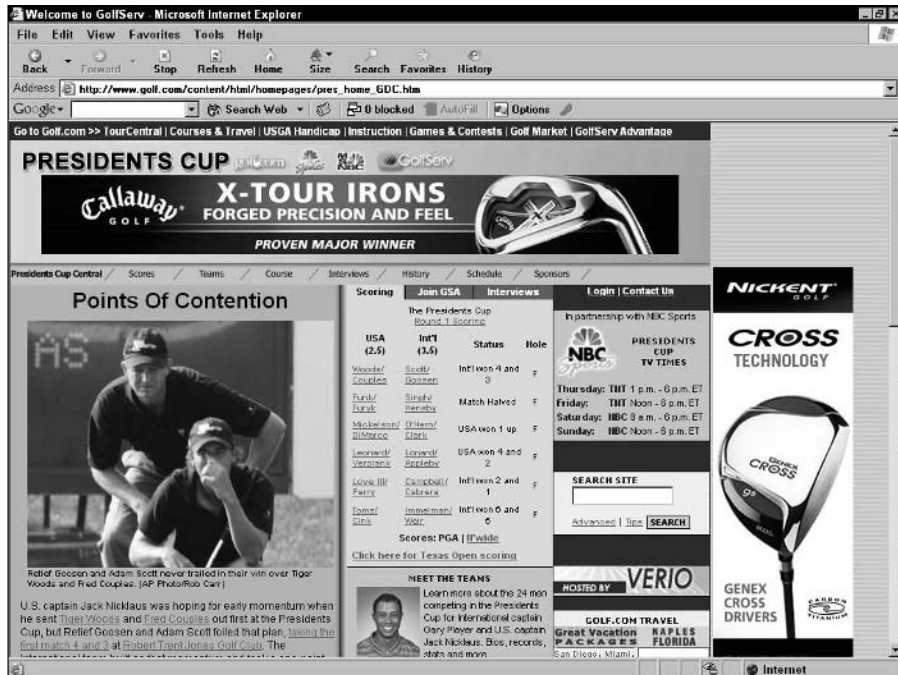 Welcome to GolfServ - Microsoft Internet Explorer
File Edit View Favorites Tools Help
Back Forward Stop Refresh Home Size Search Favorites History
Address http://www.golf.com/content/html/homepages/pres_home_GDC.htm
Google Search Web 0 blocked AutoFill Options
Go to Golf.com >> TourCentral | Courses & Travel | USGA Handicap | Instruction | Games & Contests | Golf Market | GolfServ Advantage
PRESIDENTS CUP golf.com NBC GolfServ
Callaway GOLF
X-TOUR IRONS
FORGED PRECISION AND FEEL
PROVEN MAJOR WINNER
Presidents Cup Central / Scores / Teams / Course / Interviews / History / Schedule / Sponsors /
Points Of Contention
AS
Relief Goosen and Adam Scott never trailed in their win over Tiger
Woods and Fred Couples. |AP Photo/Rob Carr|
U.S. captain Jack Nicklaus was hoping for early momentum when
he sent Tiger Woods and Fred Couples out first at the Presidents
Cup, but Retief Goosen and Adam Scott foiled that plan, taking the
first match 4 and 3 at Robert Trent Jones Golf Club. The
Scoring Join GSA Interviews
The Presidents Cup
Round 1 Scoring
USA (2.5) Int'l (3.5) Status Hole
Woods/ Couples Scott/ Goosen Int'l won 4 and 3 F
Funk/ Furyk Singh/ Hensby Match Halved F
Mickelson/ DiMarco O'Hern/ Clark USA won 1 up F
Leonard/ Verplank Lonard/ Appleby USA won 4 and 2 F
Love III/ Perry Campbell/ Cabrera Int'l won 2 and 1 F
Toms/ Cink Immelman/ Weir Int'l won 6 and 6 F
Scores: PGA | N'wide
Click here for Texas Open scoring
MEET THE TEAMS
Learn more about the 24 men
competing in the Presidents
Cup for International captain
Gary Player and U.S. captain
Jack Nicklaus. Bios, records,
stats and more.
Login | Contact Us
In partnership with NBC Sports
NBC Sports
PRESIDENTS
CUP
TV TIMES
Thursday: TNT 1 p.m. - 6 p.m. ET
Friday: TNT Noon - 6 p.m. ET
Saturday: NBC 8 a.m. - 6 p.m. ET
Sunday: NBC Noon - 6 p.m. ET
SEARCH SITE
Advanced | Tips SEARCH
HOSTED BY VERIO
GOLF.COM TRAVEL
Great Vacation PACKAGES
NAPLES FLORIDA
San Diego, Miami,
NICKENT
GOLF
CROSS
TECHNOLOGY
GENEX
CROSS
9°
GENEX
CROSS
DRIVERS
CARBON TITANIUM
Internet